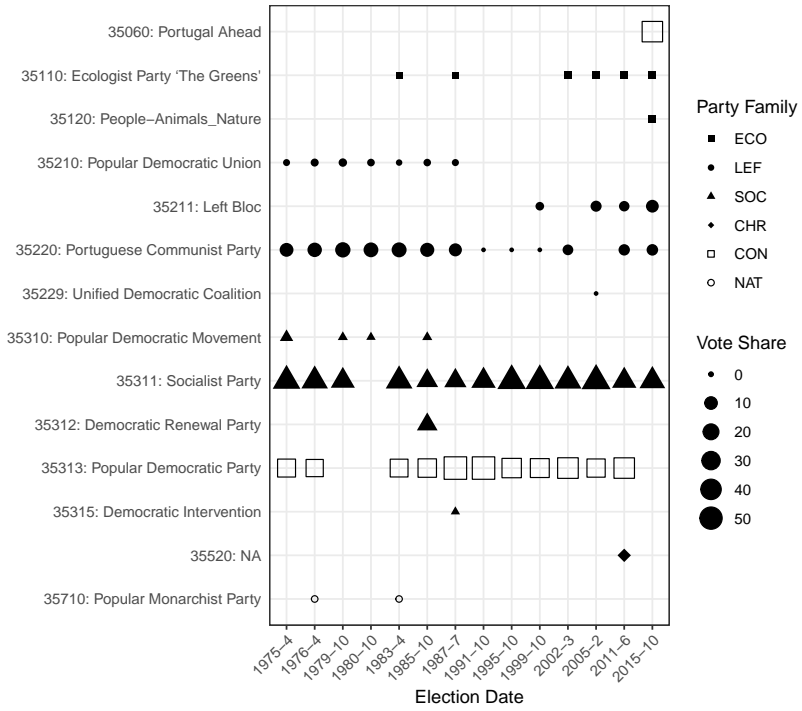 35060: Portugal Ahead
35110: Ecologist Party ‘The Greens’
35120: People−Animals_Nature
35210: Popular Democratic Union
35211: Left Bloc
35220: Portuguese Communist Party
35229: Unified Democratic Coalition
35310: Popular Democratic Movement
35311: Socialist Party
35312: Democratic Renewal Party
35313: Popular Democratic Party
35315: Democratic Intervention
35520: NA
35710: Popular Monarchist Party
1975−4
1976−4
1979−10
1980−10
1983−4
1985−10
1987−7
1991−10
1995−10
1999−10
2002−3
2005−2
2011−6
2015−10
Election Date
Party Family
ECO
LEF
SOC
CHR
CON
NAT
Vote Share
0
10
20
30
40
50